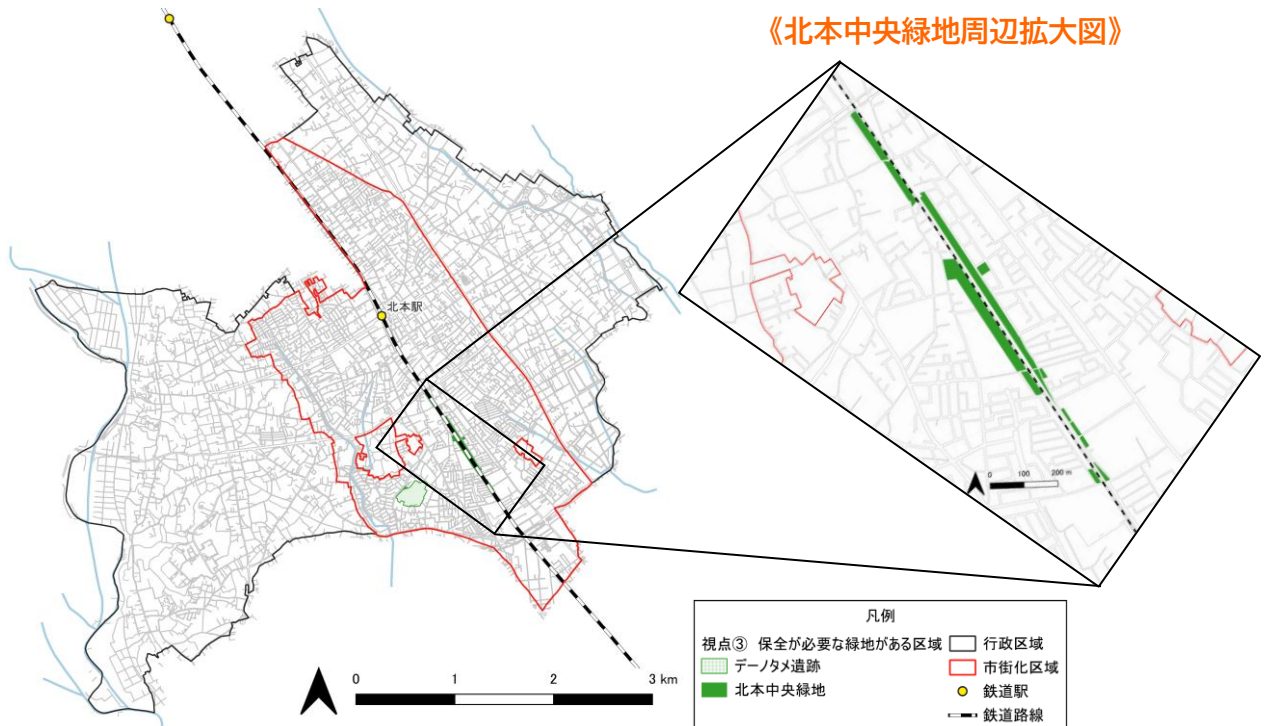 《北本中央緑地周辺拡大図》
北本駅
0 100 200 m
0 1 2 3 km
凡例
視点③ 保全が必要な緑地がある区域
デーノタメ遺跡
北本中央緑地
行政区域
市街化区域
鉄道駅
鉄道路線